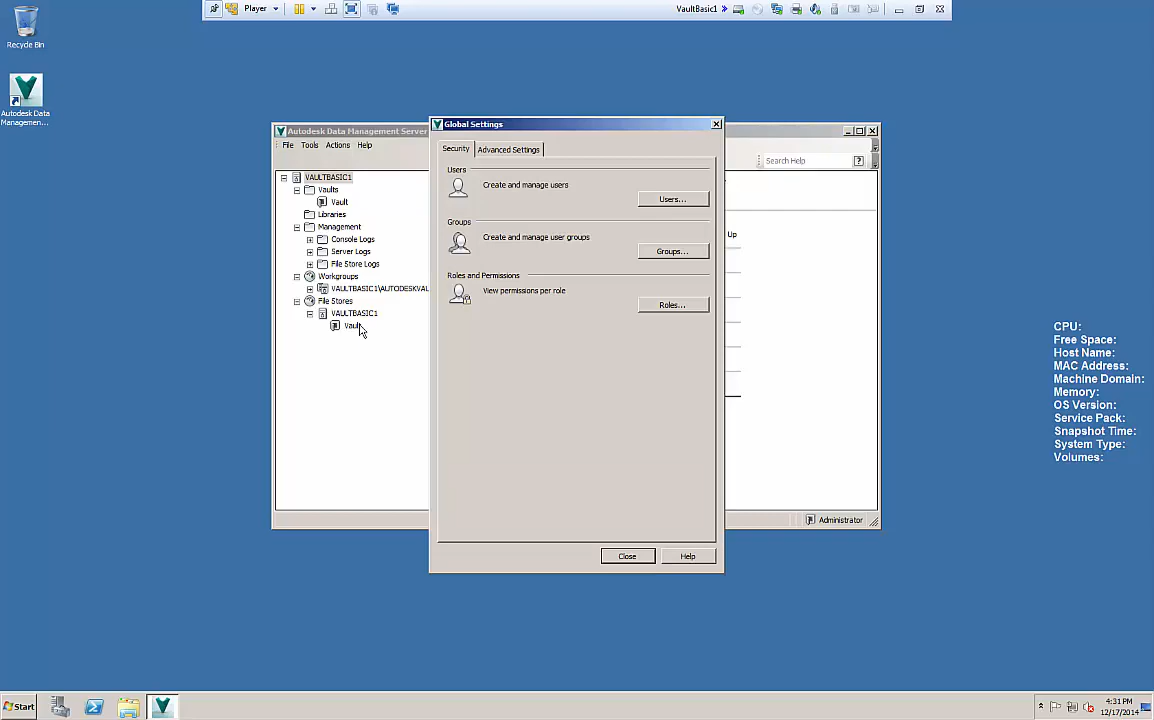 Player
VaultBasic1
Recycle Bin
Autodesk Data
Managemen...
Autodesk Data Management Server
File Tools Actions Help
Search Help
VAULTBASIC1
Vaults
Vault
Libraries
Management
Console Logs
Server Logs
File Store Logs
Workgroups
VAULTBASIC1\AUTODESKVAUL
File Stores
VAULTBASIC1
Vault
Up
Administrator
Global Settings
Security Advanced Settings
Users
Create and manage users
Users...
Groups
Create and manage user groups
Groups...
Roles and Permissions
View permissions per role
Roles...
Close Help
CPU:
Free Space:
Host Name:
MAC Address:
Machine Domain:
Memory:
OS Version:
Service Pack:
Snapshot Time:
System Type:
Volumes:
Start
4:31 PM
12/17/2014